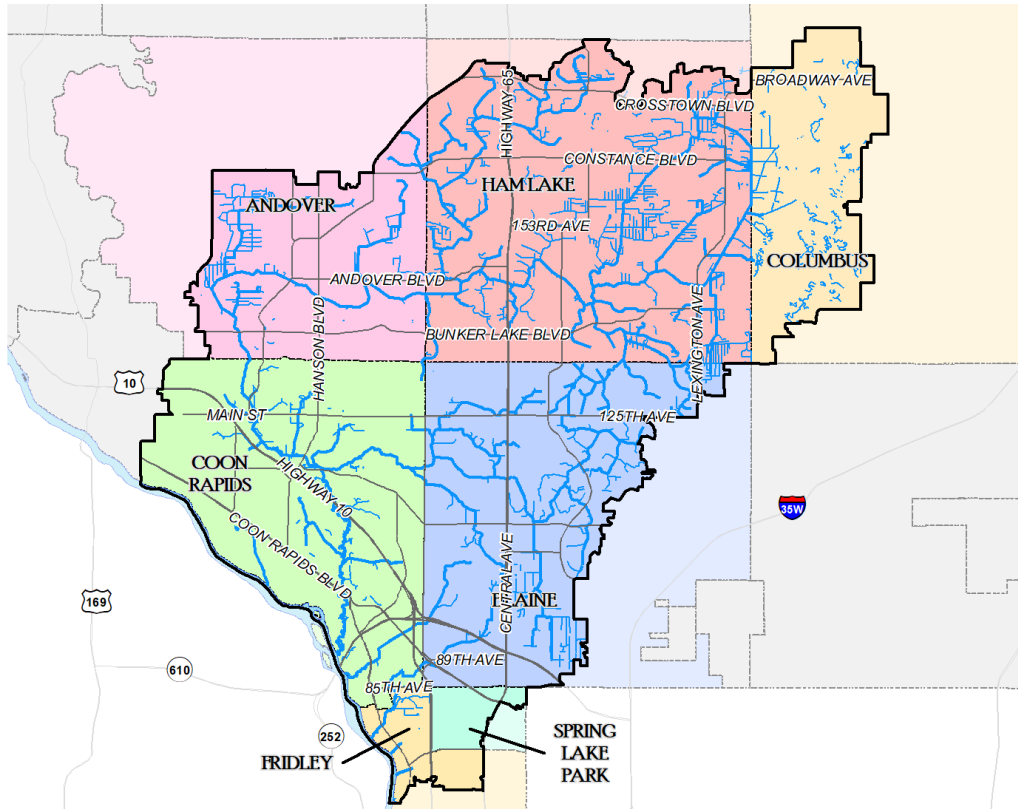 BROADWAY AVE
HIGHWAY 65
CROSSTOWN BLVD
CONSTANCE BLVD
HAM LAKE
ANDOVER
153RD AVE
COLUMBUS
ANDOVER BLVD
HANSON BLVD
BUNKER LAKE BLVD
LEXINGTON AVE
10
MAIN ST
125TH AVE
COON
RAPIDS
HIGHWAY 10
35W
COON RAPIDS BLVD
CENTRAL AVE
169
BLAINE
89TH AVE
610
85TH AVE
252
FRIDLEY
SPRING
LAKE
PARK